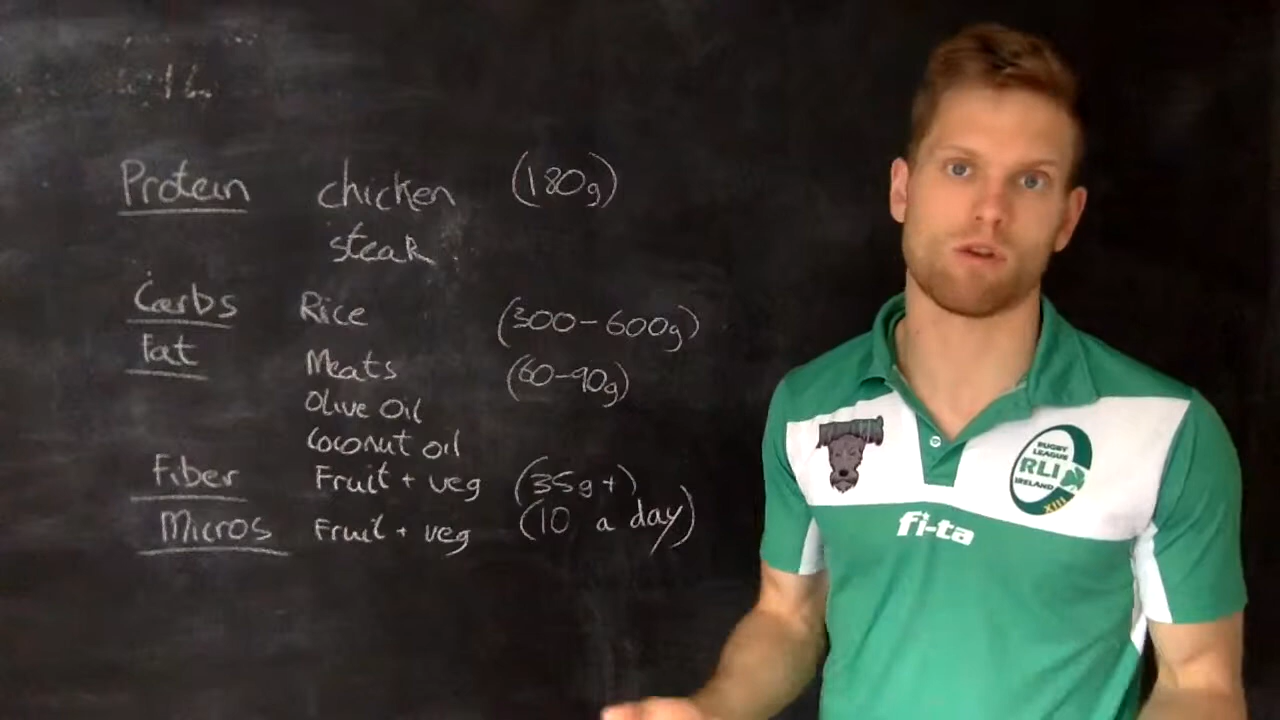 Protein chicken (180g)
steak
Carbs Rice (300-600g)
Fat Meats (60-90g)
Olive Oil
Coconut oil
Fiber Fruit + veg (35g+)
Micros Fruit + veg (10 a day)
RUGBY
LEAGUE
RLI
IRELAND
XIII
fi-ta